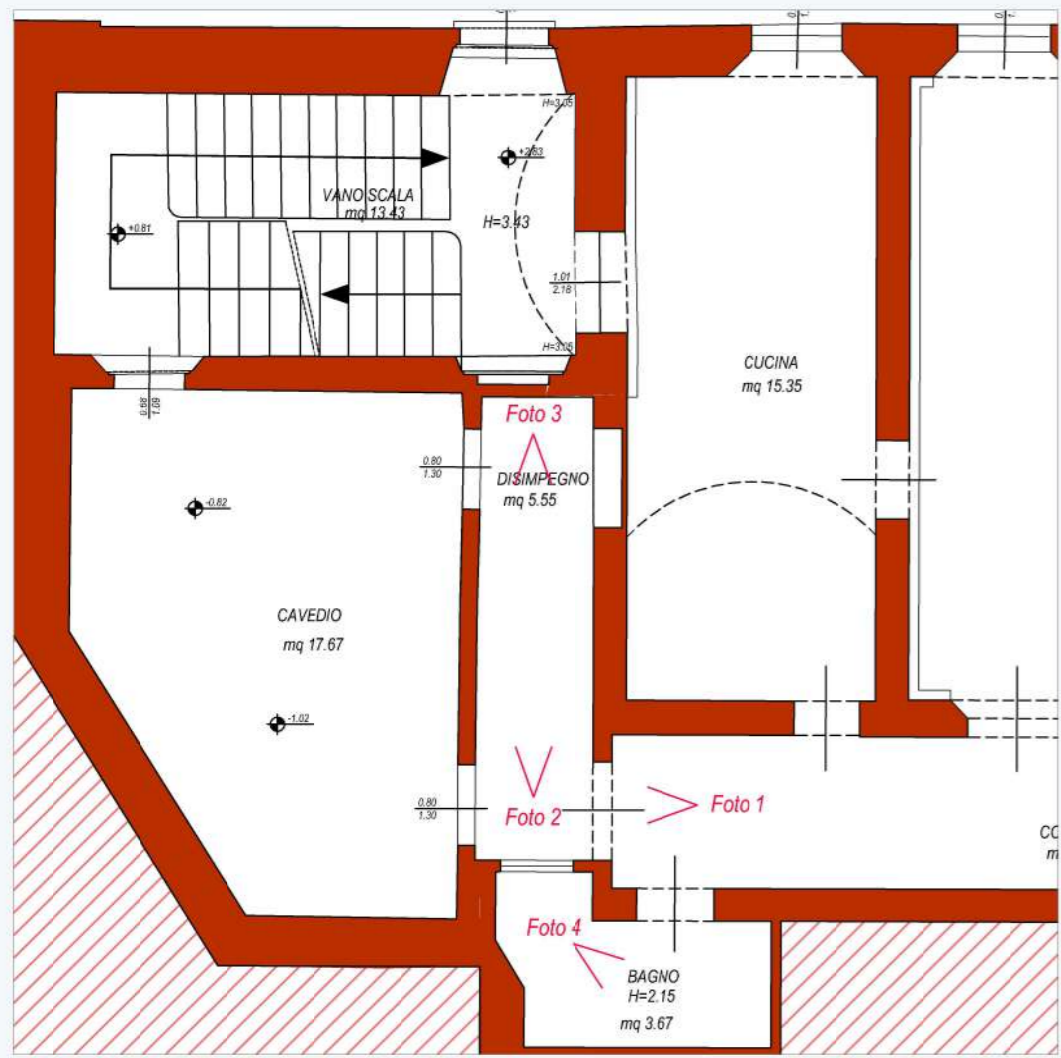 H=3.05
+2.83
VANO SCALA
mq 13.43
H=3.43
+0.81
1.01
2.18
H=3.05
CUCINA
mq 15.35
0.68
1.09
Foto 3
0.80
1.30
DISIMPEGNO
mq 5.55
-0.82
CAVEDIO
mq 17.67
-1.02
0.80
1.30
Foto 2
Foto 1
Foto 4
BAGNO
H=2.15
mq 3.67